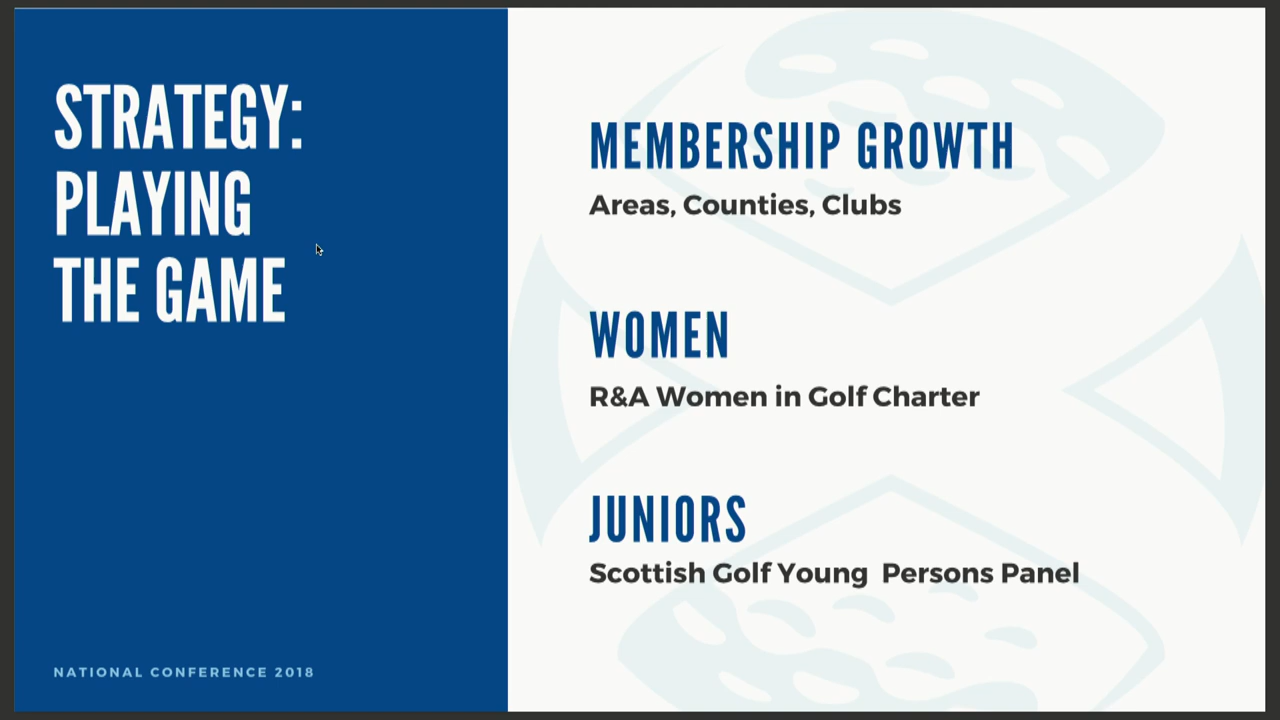 STRATEGY:
PLAYING
THE GAME
MEMBERSHIP GROWTH
Areas, Counties, Clubs
WOMEN
R&A Women in Golf Charter
JUNIORS
Scottish Golf Young  Persons Panel
NATIONAL CONFERENCE 2018